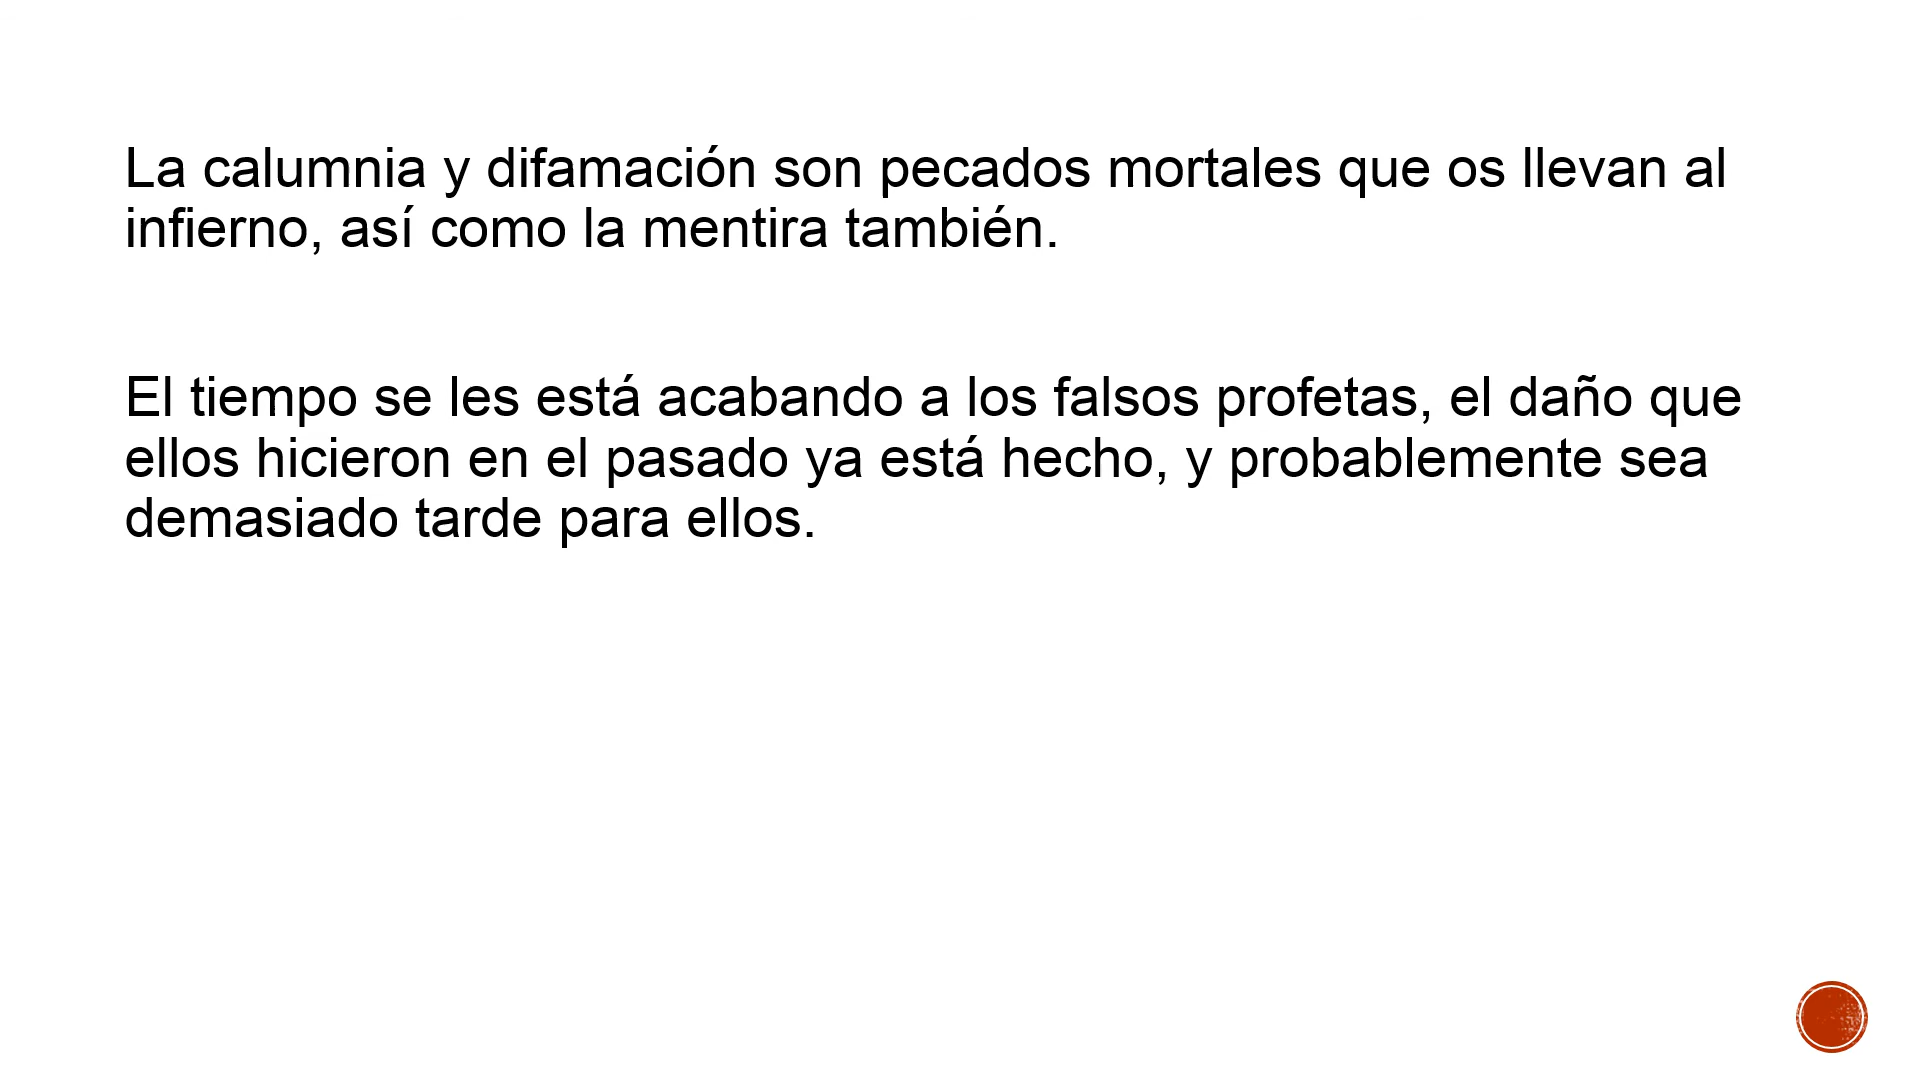 La calumnia y difamación son pecados mortales que os llevan al
infierno, así como la mentira también.
El tiempo se les está acabando a los falsos profetas, el daño que
ellos hicieron en el pasado ya está hecho, y probablemente sea
demasiado tarde para ellos.